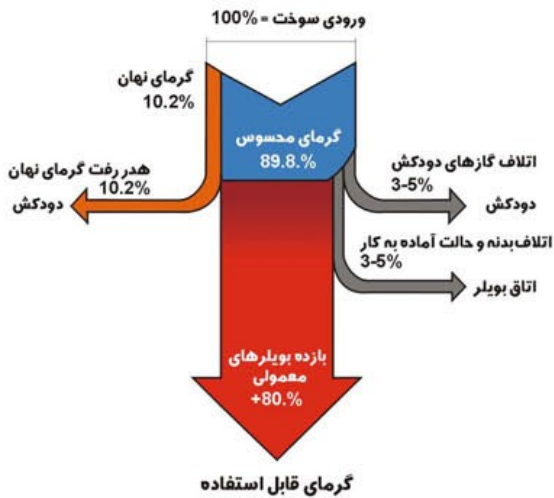 ورودی سوخت = 100%
گرمای نهان
10.2%
گرمای محسوس
89.8.%
هدر رفت گرمای نهان
10.2%
دودکش
اتلاف گازهای دودکش
3-5%
دودکش
اتلاف بدنه و حالت آماده به کار
3-5%
اتاق بویلر
بازده بویلرهای
معمولی
+80.%
گرمای قابل استفاده